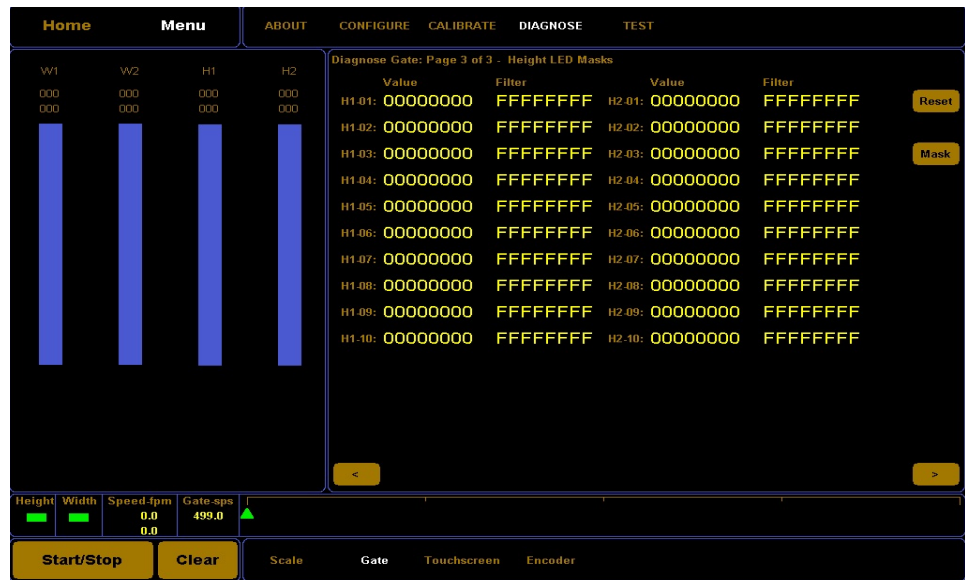 Home Menu ABOUT CONFIGURE CALIBRATE DIAGNOSE TEST
W1 W2 H1 H2
000 000 000 000
000 000 000 000
Diagnose Gate: Page 3 of 3 - Height LED Masks
Value Filter Value Filter
H1-01: 00000000 FFFFFFFF H2-01: 00000000 FFFFFFFF Reset
H1-02: 00000000 FFFFFFFF H2-02: 00000000 FFFFFFFF
H1-03: 00000000 FFFFFFFF H2-03: 00000000 FFFFFFFF Mask
H1-04: 00000000 FFFFFFFF H2-04: 00000000 FFFFFFFF
H1-05: 00000000 FFFFFFFF H2-05: 00000000 FFFFFFFF
H1-06: 00000000 FFFFFFFF H2-06: 00000000 FFFFFFFF
H1-07: 00000000 FFFFFFFF H2-07: 00000000 FFFFFFFF
H1-08: 00000000 FFFFFFFF H2-08: 00000000 FFFFFFFF
H1-09: 00000000 FFFFFFFF H2-09: 00000000 FFFFFFFF
H1-10: 00000000 FFFFFFFF H2-10: 00000000 FFFFFFFF
< >
Height Width Speed-fpm Gate-sps
0.0 499.0
0.0
Start/Stop Clear Scale Gate Touchscreen Encoder